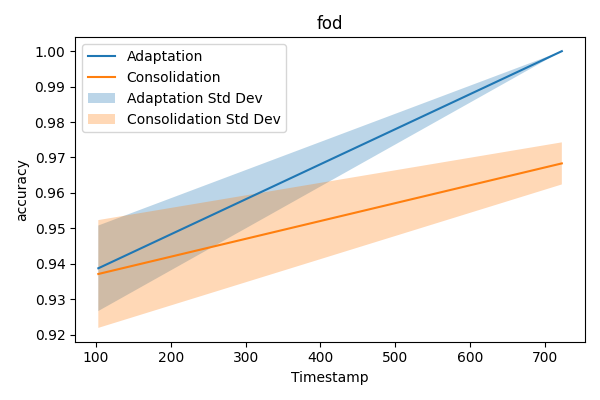 fod
Adaptation
Consolidation
Adaptation Std Dev
Consolidation Std Dev
1.00
0.99
0.98
0.97
0.96
0.95
0.94
0.93
0.92
accuracy
100 200 300 400 500 600 700
Timestamp